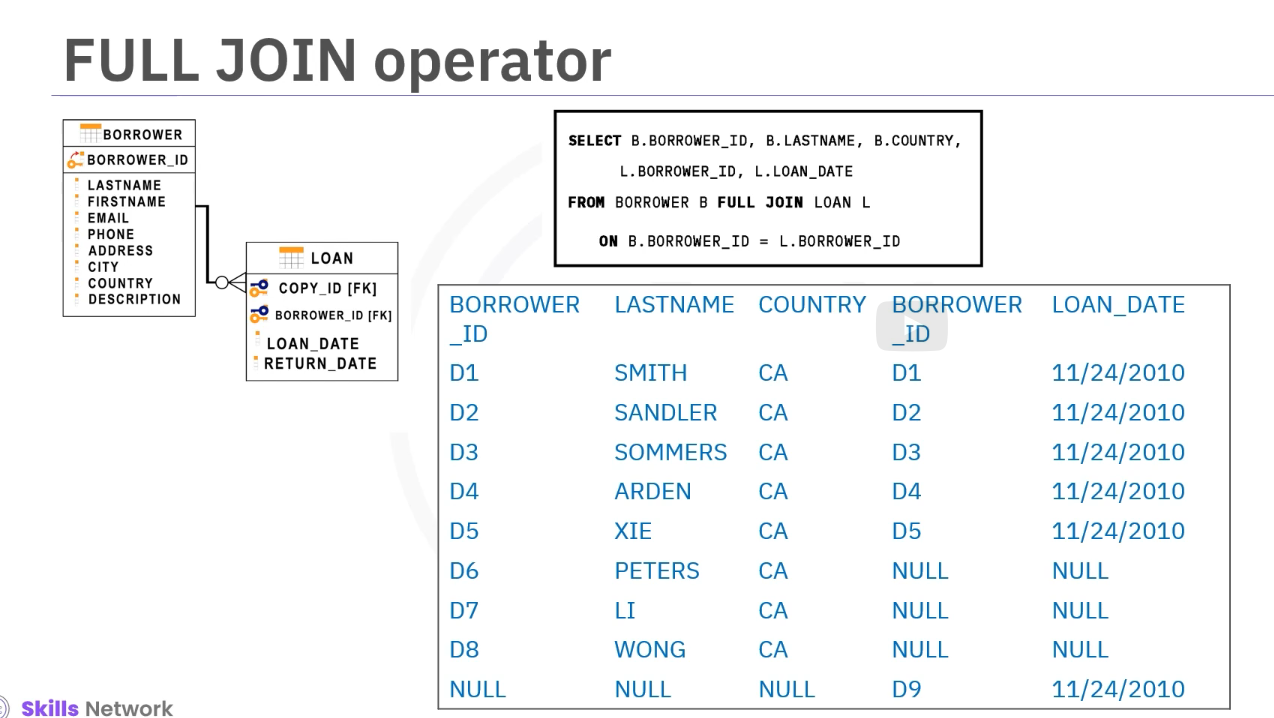 FULL JOIN operator
BORROWER
BORROWER_ID
LASTNAME
FIRSTNAME
EMAIL
PHONE
ADDRESS
CITY
COUNTRY
DESCRIPTION
LOAN
COPY_ID [FK]
BORROWER_ID [FK]
LOAN_DATE
RETURN_DATE
SELECT B.BORROWER_ID, B.LASTNAME, B.COUNTRY,
L.BORROWER_ID, L.LOAN_DATE
FROM BORROWER B FULL JOIN LOAN L
ON B.BORROWER_ID = L.BORROWER_ID
BORROWER LASTNAME COUNTRY BORROWER LOAN_DATE
_ID _ID
D1 SMITH CA D1 11/24/2010
D2 SANDLER CA D2 11/24/2010
D3 SOMMERS CA D3 11/24/2010
D4 ARDEN CA D4 11/24/2010
D5 XIE CA D5 11/24/2010
D6 PETERS CA NULL NULL
D7 LI CA NULL NULL
D8 WONG CA NULL NULL
NULL NULL NULL D9 11/24/2010
Skills Network